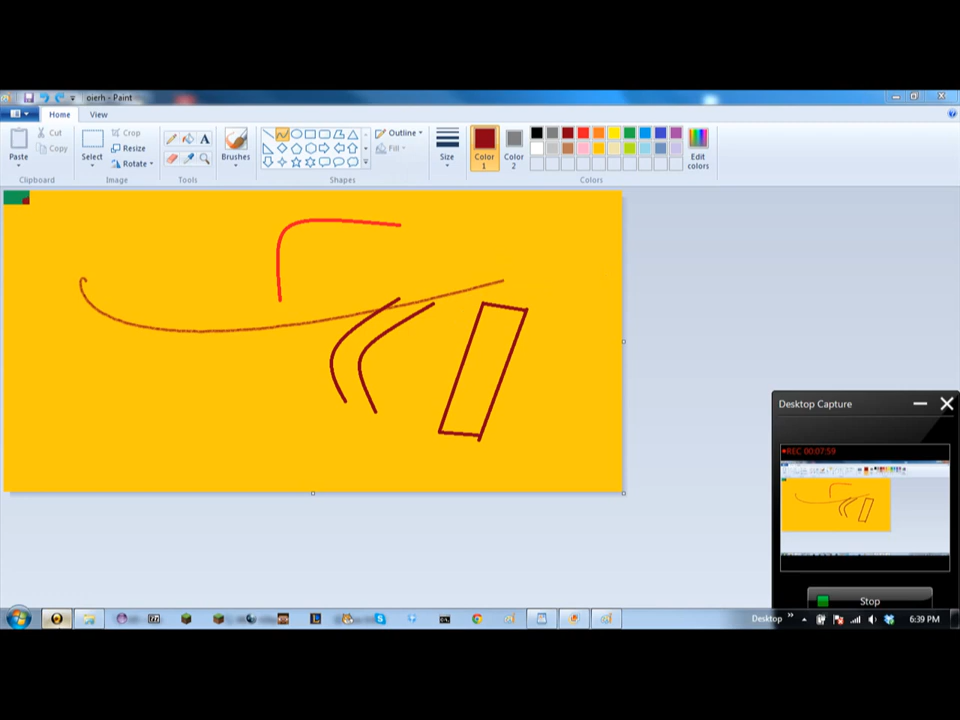 oierh - Paint
Home View
Paste
Cut
Copy
Clipboard
Select
Crop
Resize
Rotate
Image
A
Tools
Brushes
Outline
Fill
Shapes
Size
Color
1
Color
2
Edit
colors
Colors
Desktop Capture
REC 00:07:59
Stop
Desktop
6:39 PM